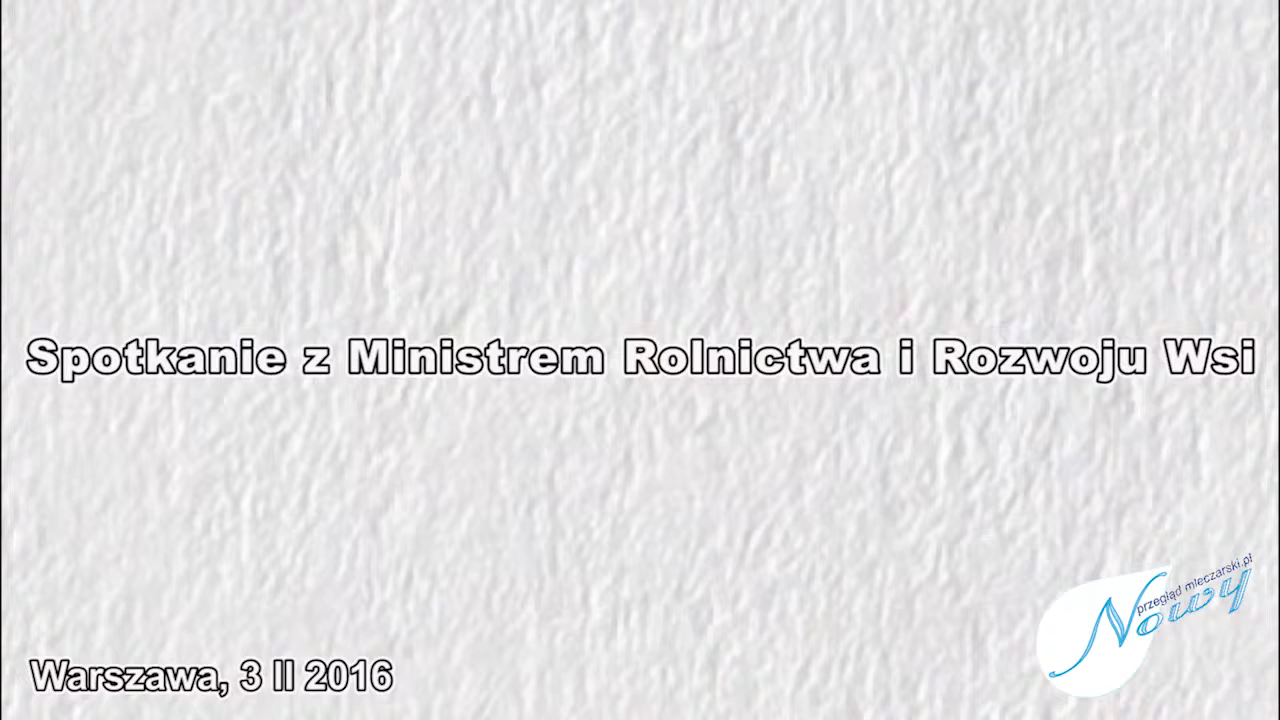 Spotkanie z Ministrem Rolnictwa i Rozwoju Wsi
przegląd mleczarski.pl
Nowy
Warszawa, 3 II 2016